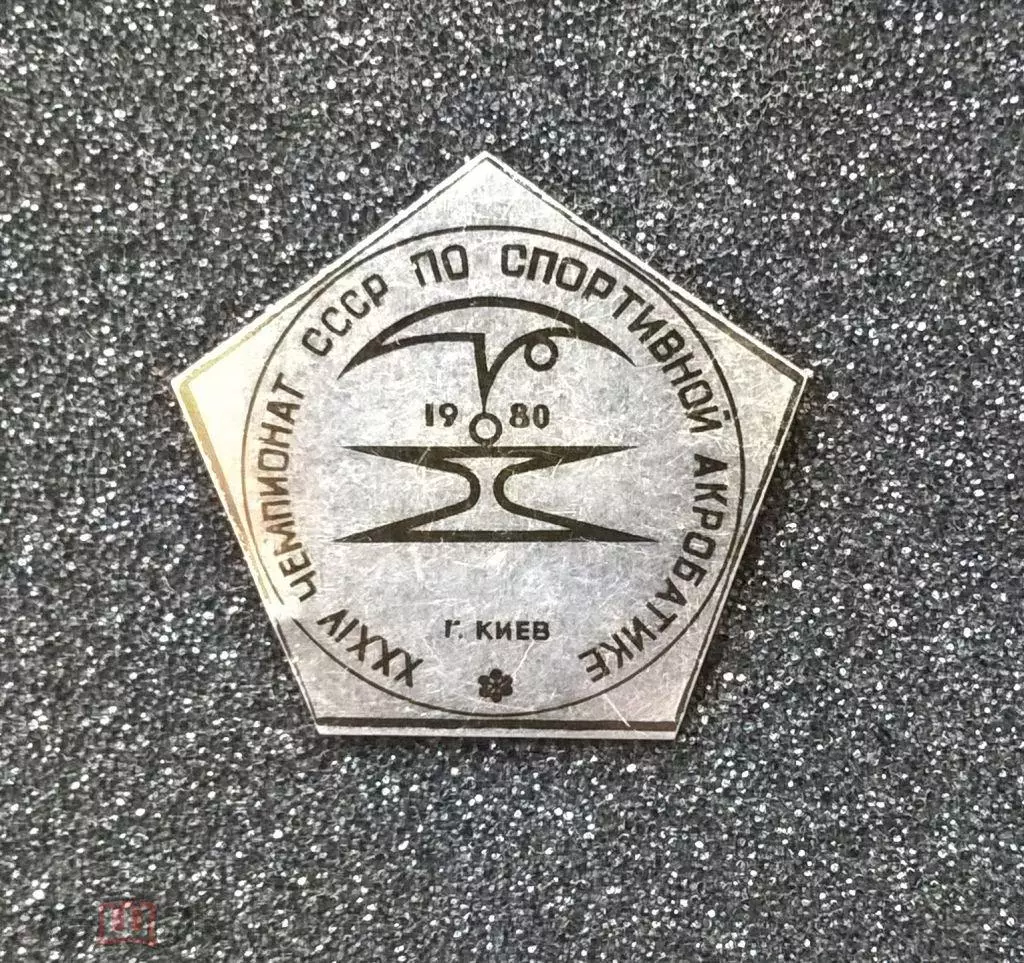 XXXIV ЧЕМПИОНАТ СССР ПО СПОРТИВНОЙ АКРОБАТИКЕ
19 80
Г. КИЕВ